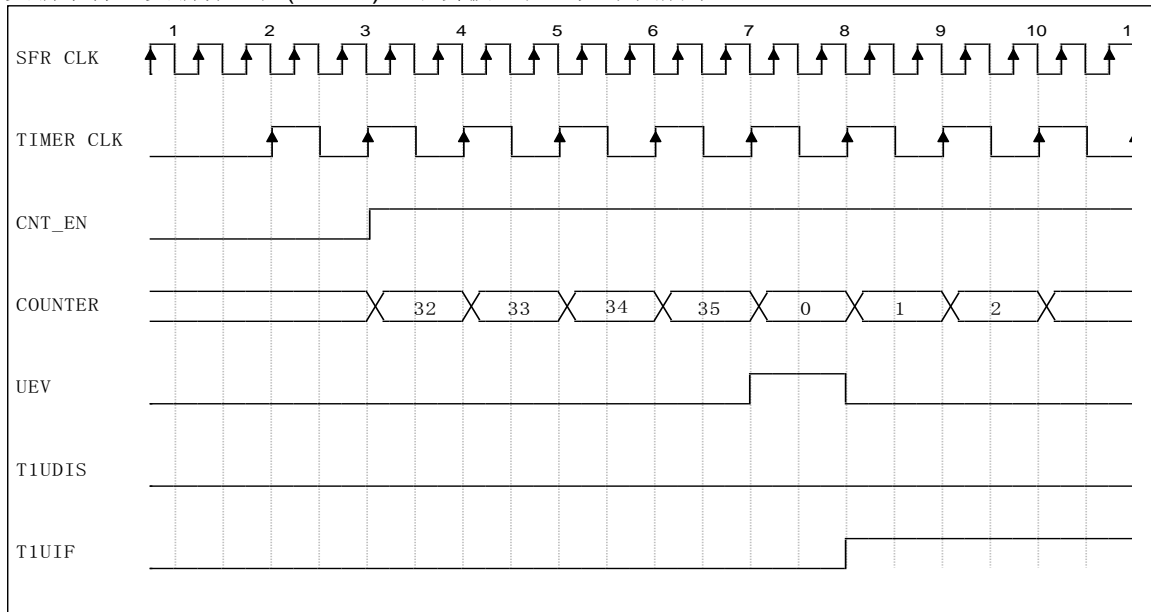 1 2 3 4 5 6 7 8 9 10 1
SFR CLK
TIMER CLK
CNT_EN
COUNTER 32 33 34 35 0 1 2
UEV
T1UDIS
T1UIF